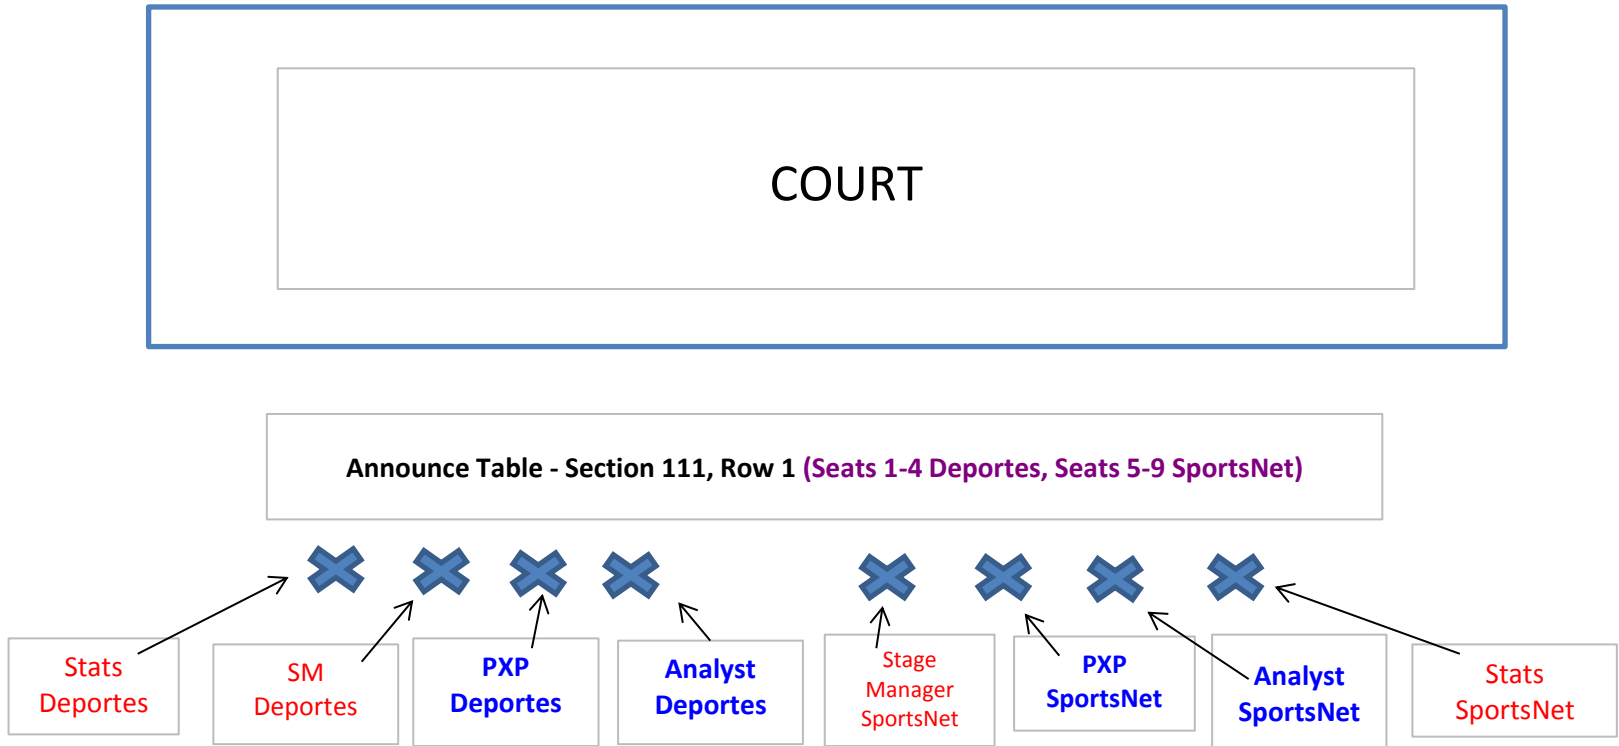 COURT
Announce Table - Section 111, Row 1 (Seats 1-4 Deportes, Seats 5-9 SportsNet)
Stats
Deportes
SM
Deportes
PXP
Deportes
Analyst
Deportes
Stage
Manager
SportsNet
PXP
SportsNet
Analyst
SportsNet
Stats
SportsNet